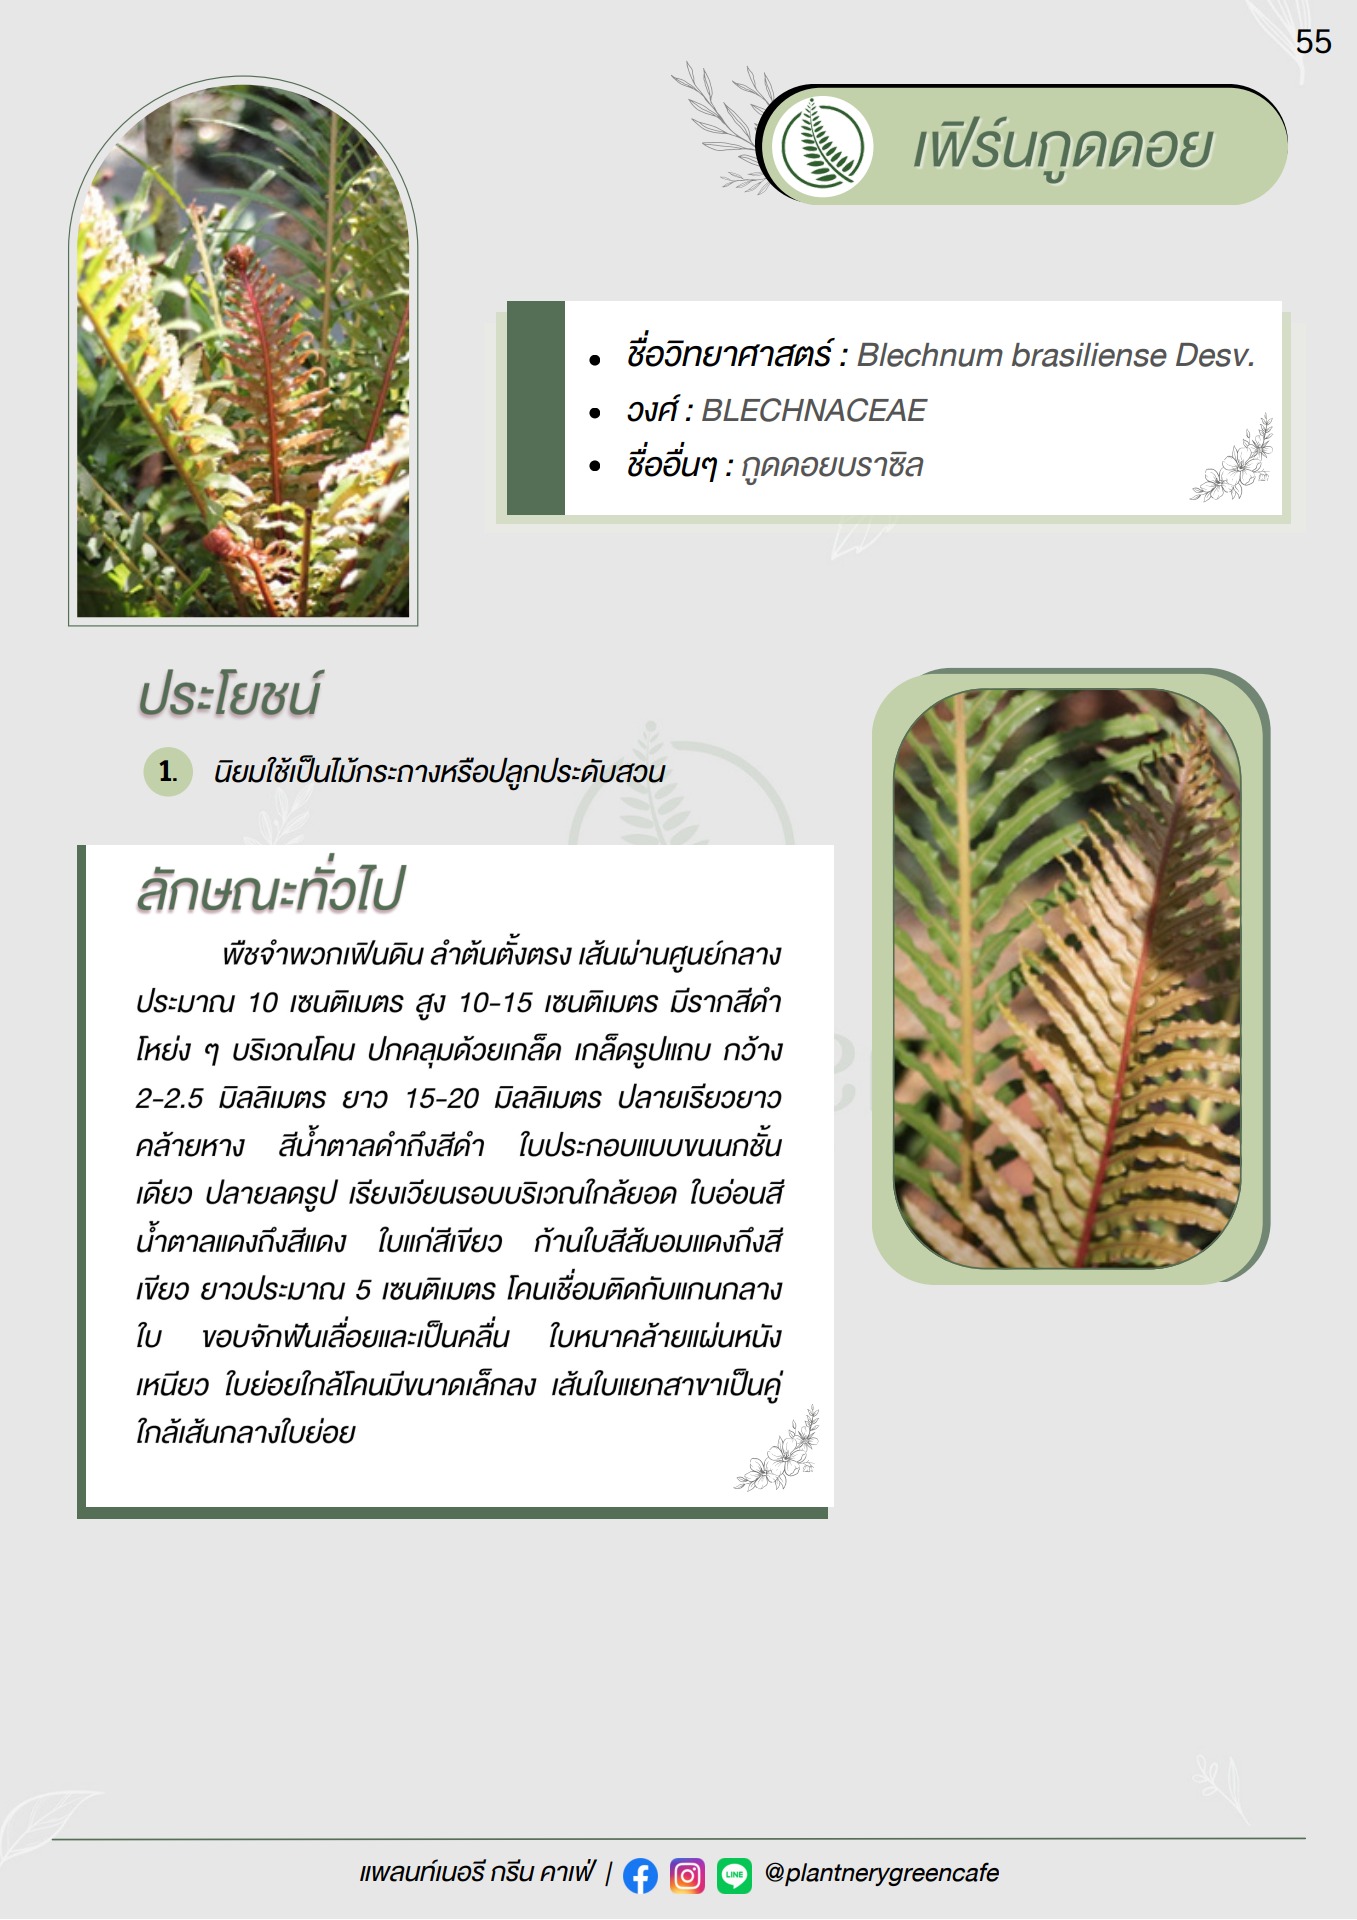 55
เฟิร์นกูดดอย
ชื่อวิทยาศาสตร์ : Blechnum brasiliense Desv.
วงศ์ : BLECHNACEAE
ชื่ออื่นๆ : กูดดอยบราซิล
ประโยชน์
1. นิยมใช้เป็นไม้กระถางหรือปลูกประดับสวน
ลักษณะทั่วไป
พืชจำพวกเฟินดิน ลำต้นตั้งตรง เส้นผ่านศูนย์กลาง
ประมาณ 10 เซนติเมตร สูง 10-15 เซนติเมตร มีรากสีดำ
โหย่ง ๆ บริเวณโคน ปกคลุมด้วยเกล็ด เกล็ดรูปแถบ กว้าง
2-2.5 มิลลิเมตร ยาว 15-20 มิลลิเมตร ปลายเรียวยาว
คล้ายหาง สีน้ำตาลดำถึงสีดำ ใบประกอบแบบขนนกชั้น
เดียว ปลายลดรูป เรียงเวียนรอบบริเวณใกล้ยอด ใบอ่อนสี
น้ำตาลแดงถึงสีแดง ใบแก่สีเขียว ก้านใบสีส้มอมแดงถึงสี
เขียว ยาวประมาณ 5 เซนติเมตร โคนเชื่อมติดกับแกนกลาง
ใบ ขอบจักฟันเลื่อยและเป็นคลื่น ใบหนาคล้ายแผ่นหนัง
เหนียว ใบย่อยใกล้โคนมีขนาดเล็กลง เส้นใบแยกสาขาเป็นคู่
ใกล้เส้นกลางใบย่อย
แพลนท์เนอรี กรีน คาเฟ่ | LINE @plantnerygreencafe